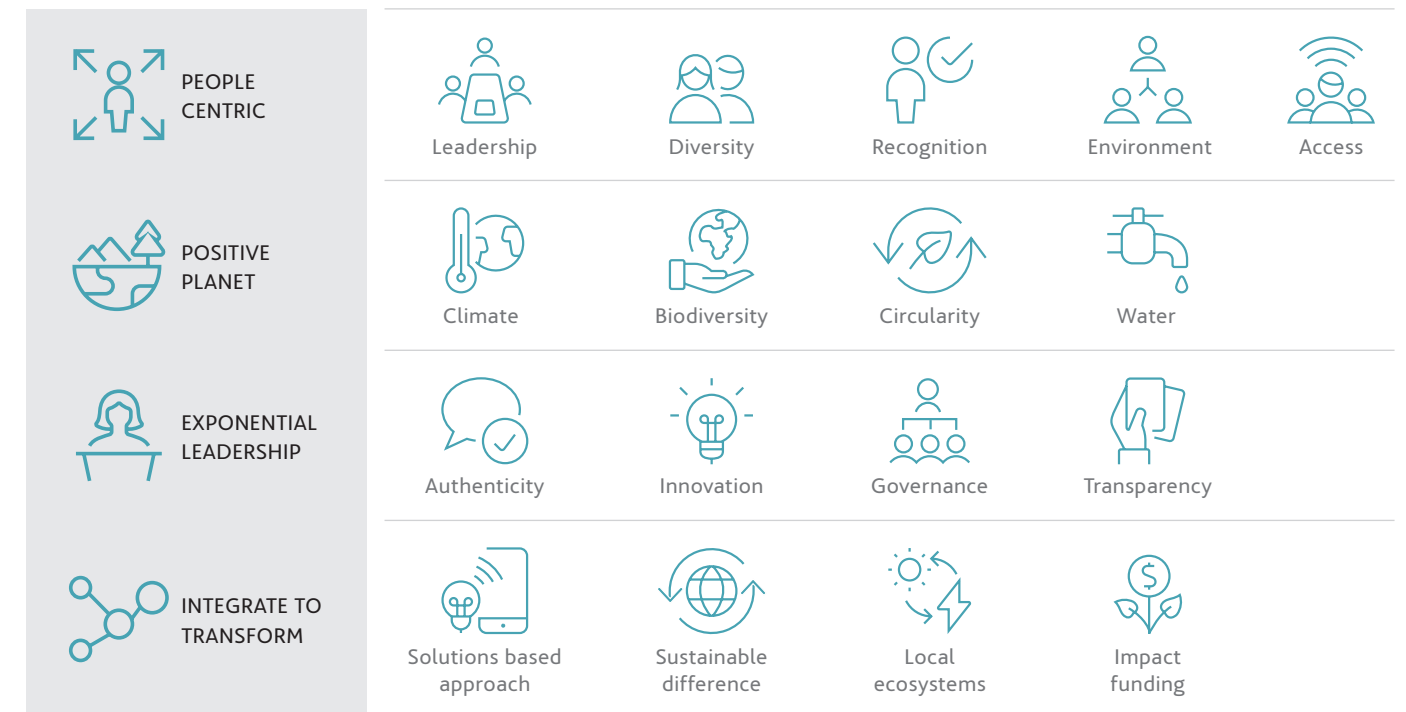 PEOPLE
CENTRIC
Leadership
Diversity
Recognition
Environment
Access
POSITIVE
PLANET
Climate
Biodiversity
Circularity
Water
EXPONENTIAL
LEADERSHIP
Authenticity
Innovation
Governance
Transparency
INTEGRATE TO
TRANSFORM
Solutions based
approach
Sustainable
difference
Local
ecosystems
$
Impact
funding